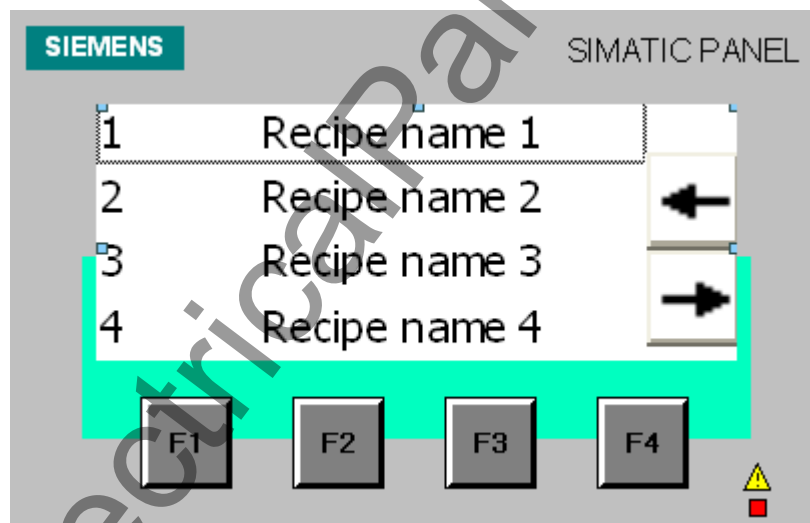 SIEMENS
SIMATIC PANEL
1 Recipe name 1
2 Recipe name 2
3 Recipe name 3
4 Recipe name 4
F1 F2 F3 F4
ectricalPa